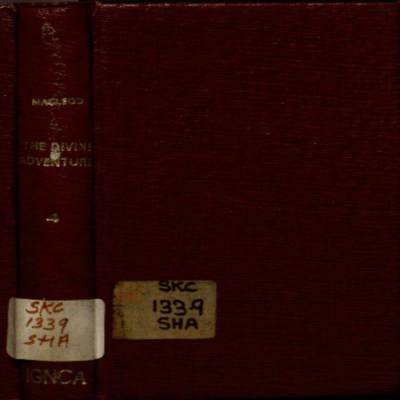 MACLEOD
THE DIVINE
ADVENTURE
4
SKC
1339
SHA
IGNCA
SKC
1339
SHA